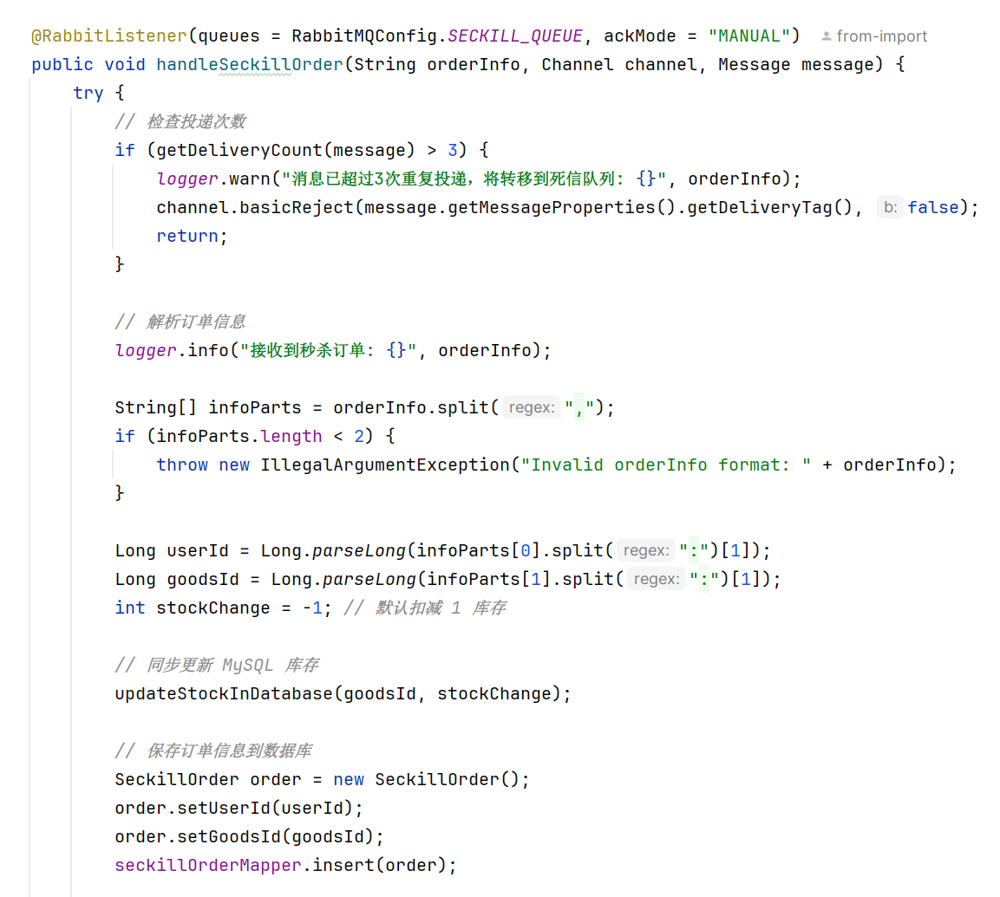 @RabbitListener(queues = RabbitMQConfig.SECKILL_QUEUE, ackMode = "MANUAL") from-import
public void handleSeckillOrder(String orderInfo, Channel channel, Message message) {
try {
// 检查投递次数
if (getDeliveryCount(message) > 3) {
logger.warn("消息已超过3次重复投递，将转移到死信队列: {}", orderInfo);
channel.basicReject(message.getMessageProperties().getDeliveryTag(), b: false);
return;
}
// 解析订单信息
logger.info("接收到秒杀订单: {}", orderInfo);
String[] infoParts = orderInfo.split( regex: ",");
if (infoParts.length < 2) {
throw new IllegalArgumentException("Invalid orderInfo format: " + orderInfo);
}
Long userId = Long.parseLong(infoParts[0].split( regex: ":")[1]);
Long goodsId = Long.parseLong(infoParts[1].split( regex: ":")[1]);
int stockChange = -1; // 默认扣减 1 库存
// 同步更新 MySQL 库存
updateStockInDatabase(goodsId, stockChange);
// 保存订单信息到数据库
SeckillOrder order = new SeckillOrder();
order.setUserId(userId);
order.setGoodsId(goodsId);
seckillOrderMapper.insert(order);